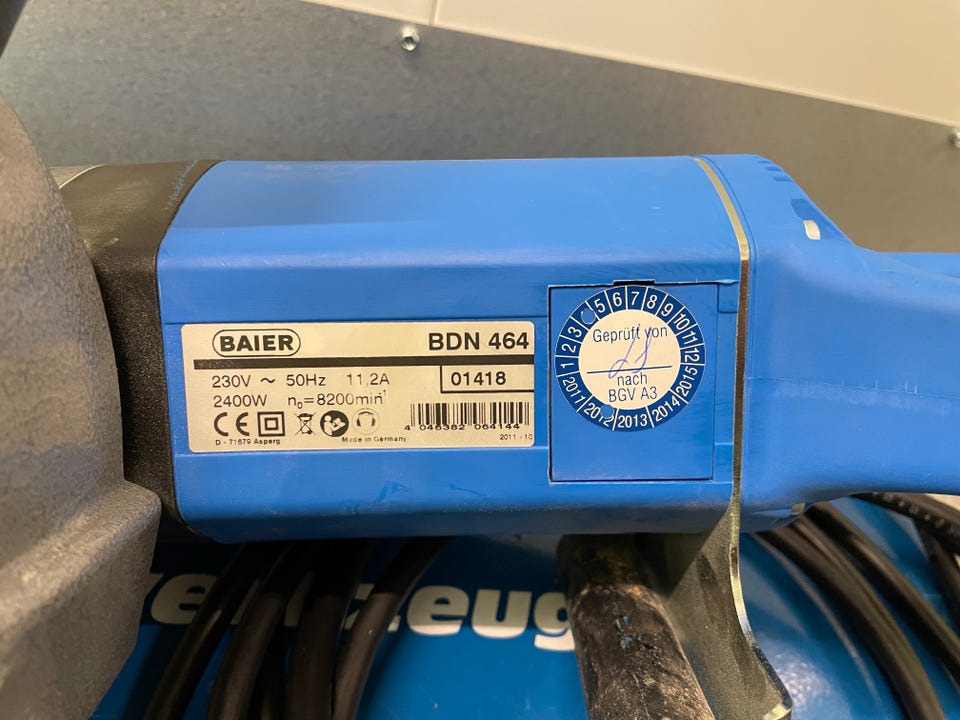 BAIER
BDN 464
230V ~ 50Hz 11,2A
01418
2400W n₀=8200min⁻¹
CE
D - 71679 Asperg
Made in Germany
4 046382 064144
2011 - 10
1 2 3 5 6 7 8 9 10 11 12
Geprüft von
nach
BGV A3
2011 2012 2013 2014 2015